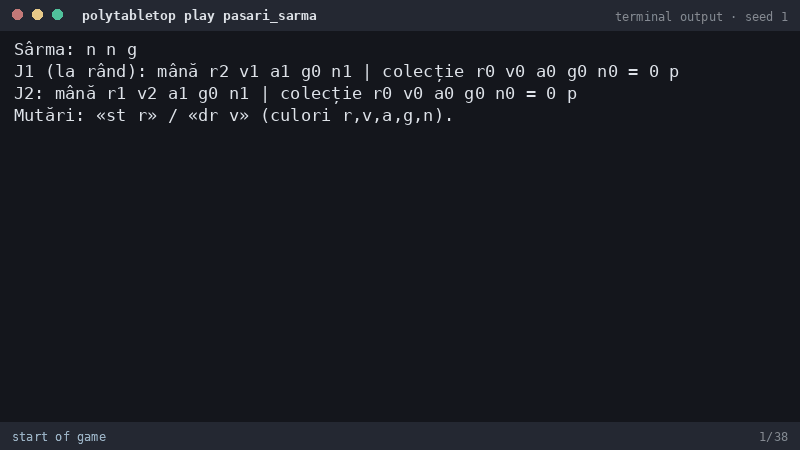 polytabletop play pasari_sarma
terminal output · seed 1
Sârma: n n g
J1 (la rând): mână r2 v1 a1 g0 n1 | colecție r0 v0 a0 g0 n0 = 0 p
J2: mână r1 v2 a1 g0 n1 | colecție r0 v0 a0 g0 n0 = 0 p
Mutări: «st r» / «dr v» (culori r,v,a,g,n).
start of game
1/38